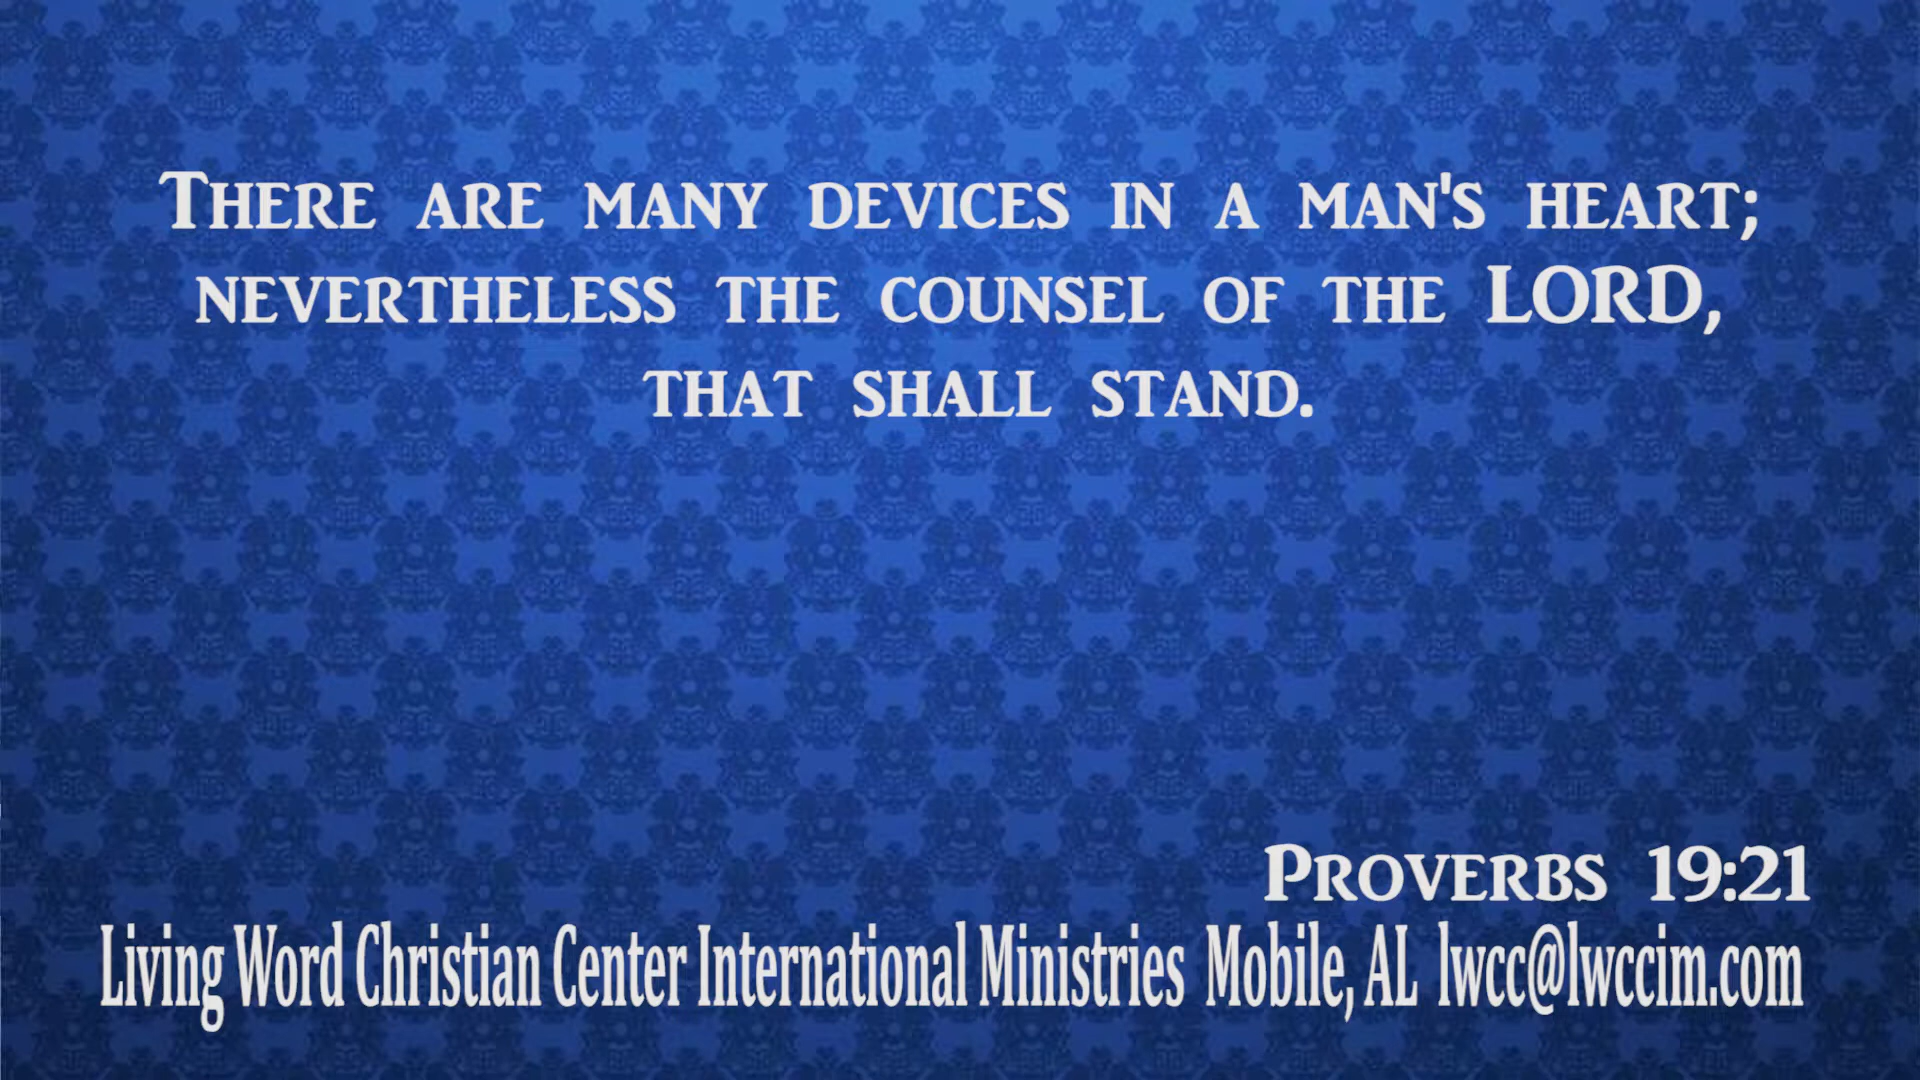 There are many devices in a man's heart;
nevertheless the counsel of the LORD,
that shall stand.
Proverbs 19:21
Living Word Christian Center International Ministries Mobile, AL lwcc@lwccim.com